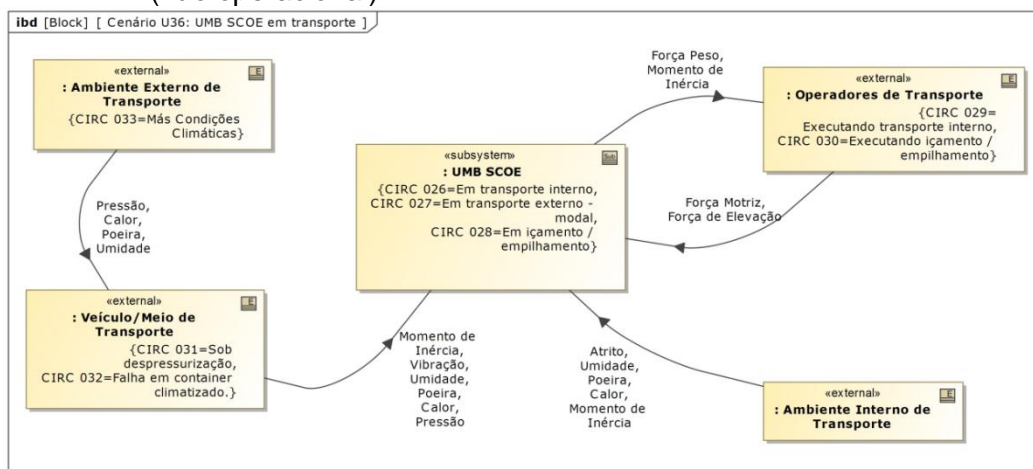 ibd [Block] [ Cenário U36: UMB SCOE em transporte ]
«external»
: Ambiente Externo de
Transporte
{CIRC 033=Más Condições
Climáticas}
Força Peso,
Momento de
Inércia
«external»
: Operadores de Transporte
{CIRC 029=
Executando transporte interno,
CIRC 030=Executando içamento /
empilhamento}
«subsystem»
: UMB SCOE
{CIRC 026=Em transporte interno,
CIRC 027=Em transporte externo -
modal,
CIRC 028=Em içamento /
empilhamento}
Pressão,
Calor,
Poeira,
Umidade
Força Motriz,
Força de Elevação
«external»
: Veículo/Meio de
Transporte
{CIRC 031=Sob
despressurização,
CIRC 032=Falha em container
climatizado.}
Momento de
Inércia,
Vibração,
Umidade,
Poeira,
Calor,
Pressão
Atrito,
Umidade,
Poeira,
Calor,
Momento de
Inércia
«external»
: Ambiente Interno de
Transporte